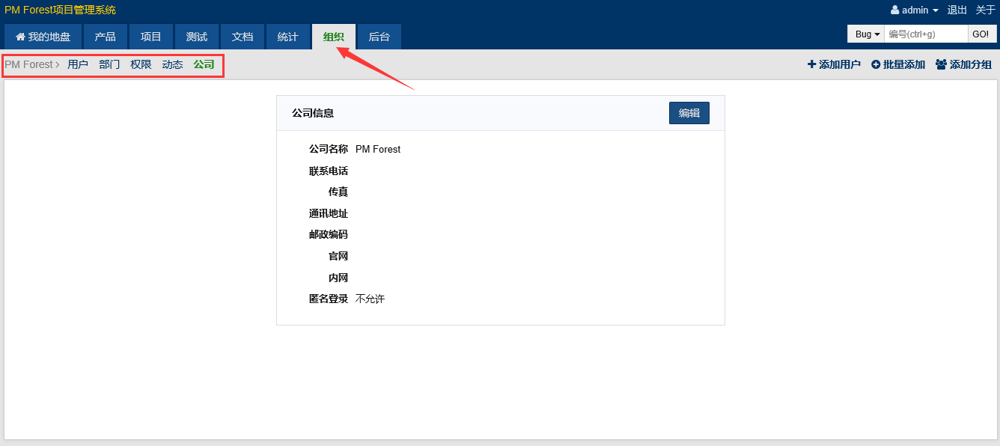 PM Forest项目管理系统
admin 退出 关于
我的地盘 产品 项目 测试 文档 统计 组织 后台
Bug 编号(ctrl+g) GO!
PM Forest > 用户 部门 权限 动态 公司
添加用户 批量添加 添加分组
公司信息 编辑
公司名称 PM Forest
联系电话
传真
通讯地址
邮政编码
官网
内网
匿名登录 不允许